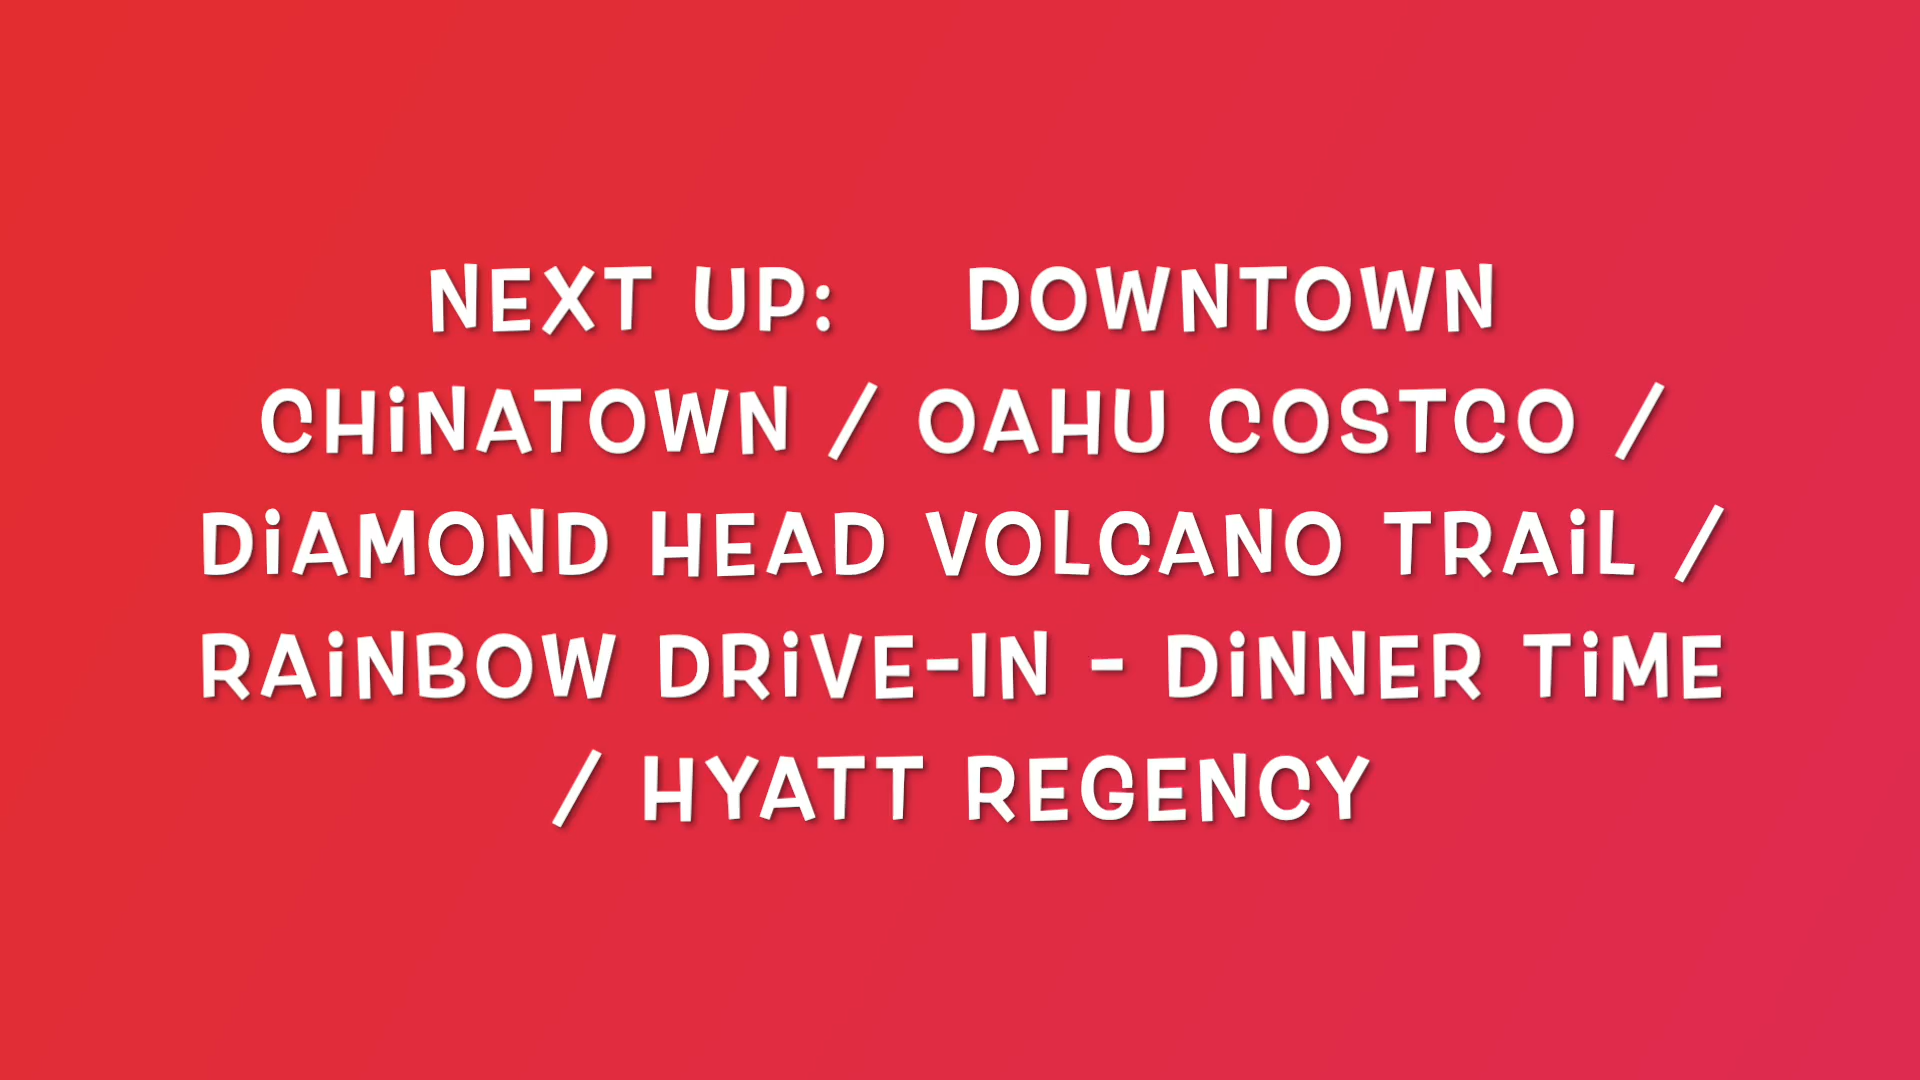 NEXT UP: DOWNTOWN
CHiNATOWN / OAHU COSTCO /
DiAMOND HEAD VOLCANO TRAiL /
RAiNBOW DRiVE-IN - DiNNER TiME
/ HYATT REGENCY